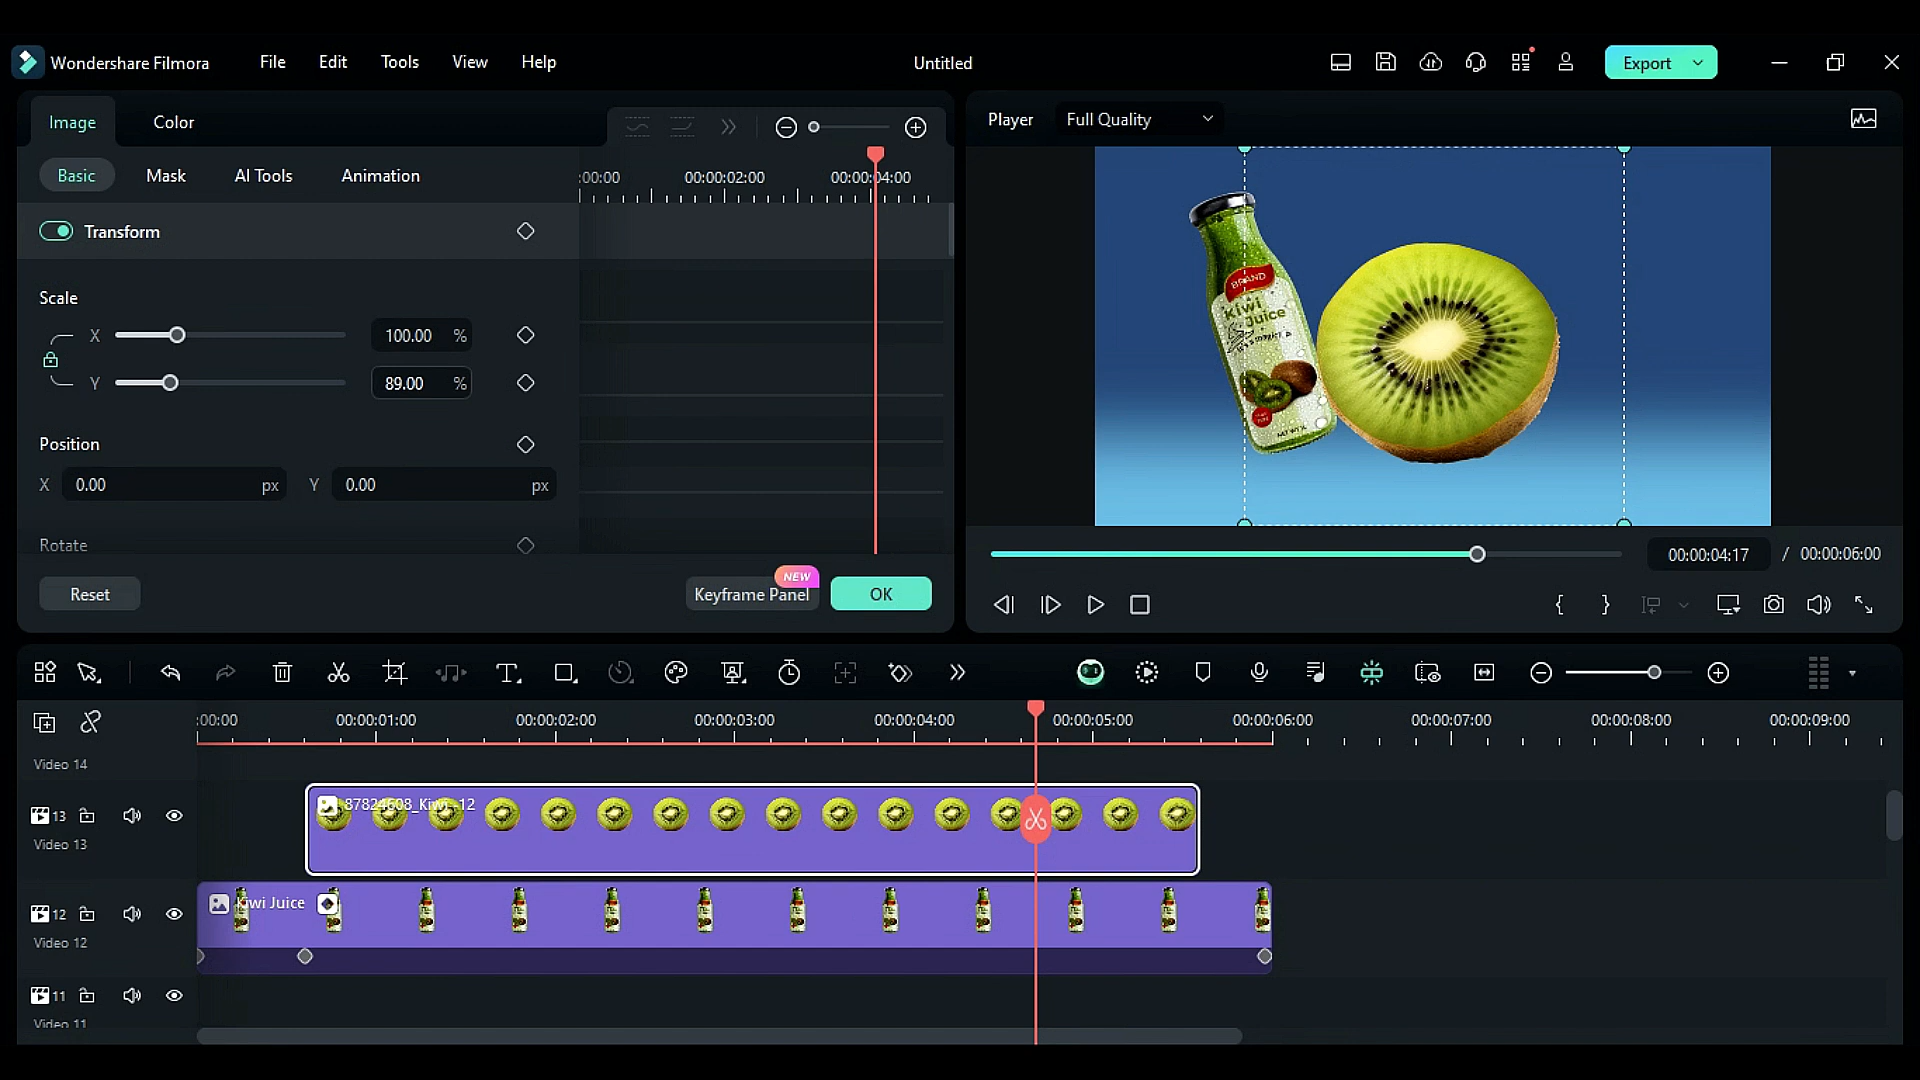 Wondershare Filmora File Edit Tools View Help Untitled Export
Image Color
Player Full Quality
Basic Mask AI Tools Animation
:00:00 00:00:02:00 00:00:04:00
Transform
Scale
X 100.00 %
Y 89.00 %
Position
X 0.00 px Y 0.00 px
Rotate
BRAND
Kiwi
Juice
00:00:04:17 / 00:00:06:00
Reset
NEW
Keyframe Panel
OK
:00:00 00:00:01:00 00:00:02:00 00:00:03:00 00:00:04:00 00:00:05:00 00:00:06:00 00:00:07:00 00:00:08:00 00:00:09:00
Video 14
87824608_Kiwi -12
13
Video 13
Kiwi Juice
12
Video 12
11
Video 11